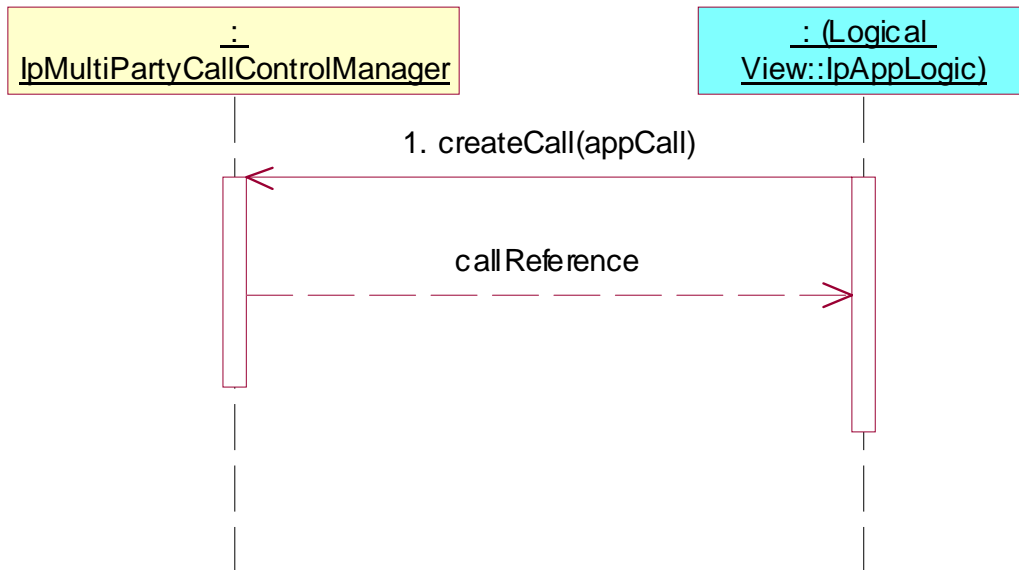 :
IpMultiPartyCallControlManager
: (Logical
View::IpAppLogic)
1. createCall(appCall)
callReference